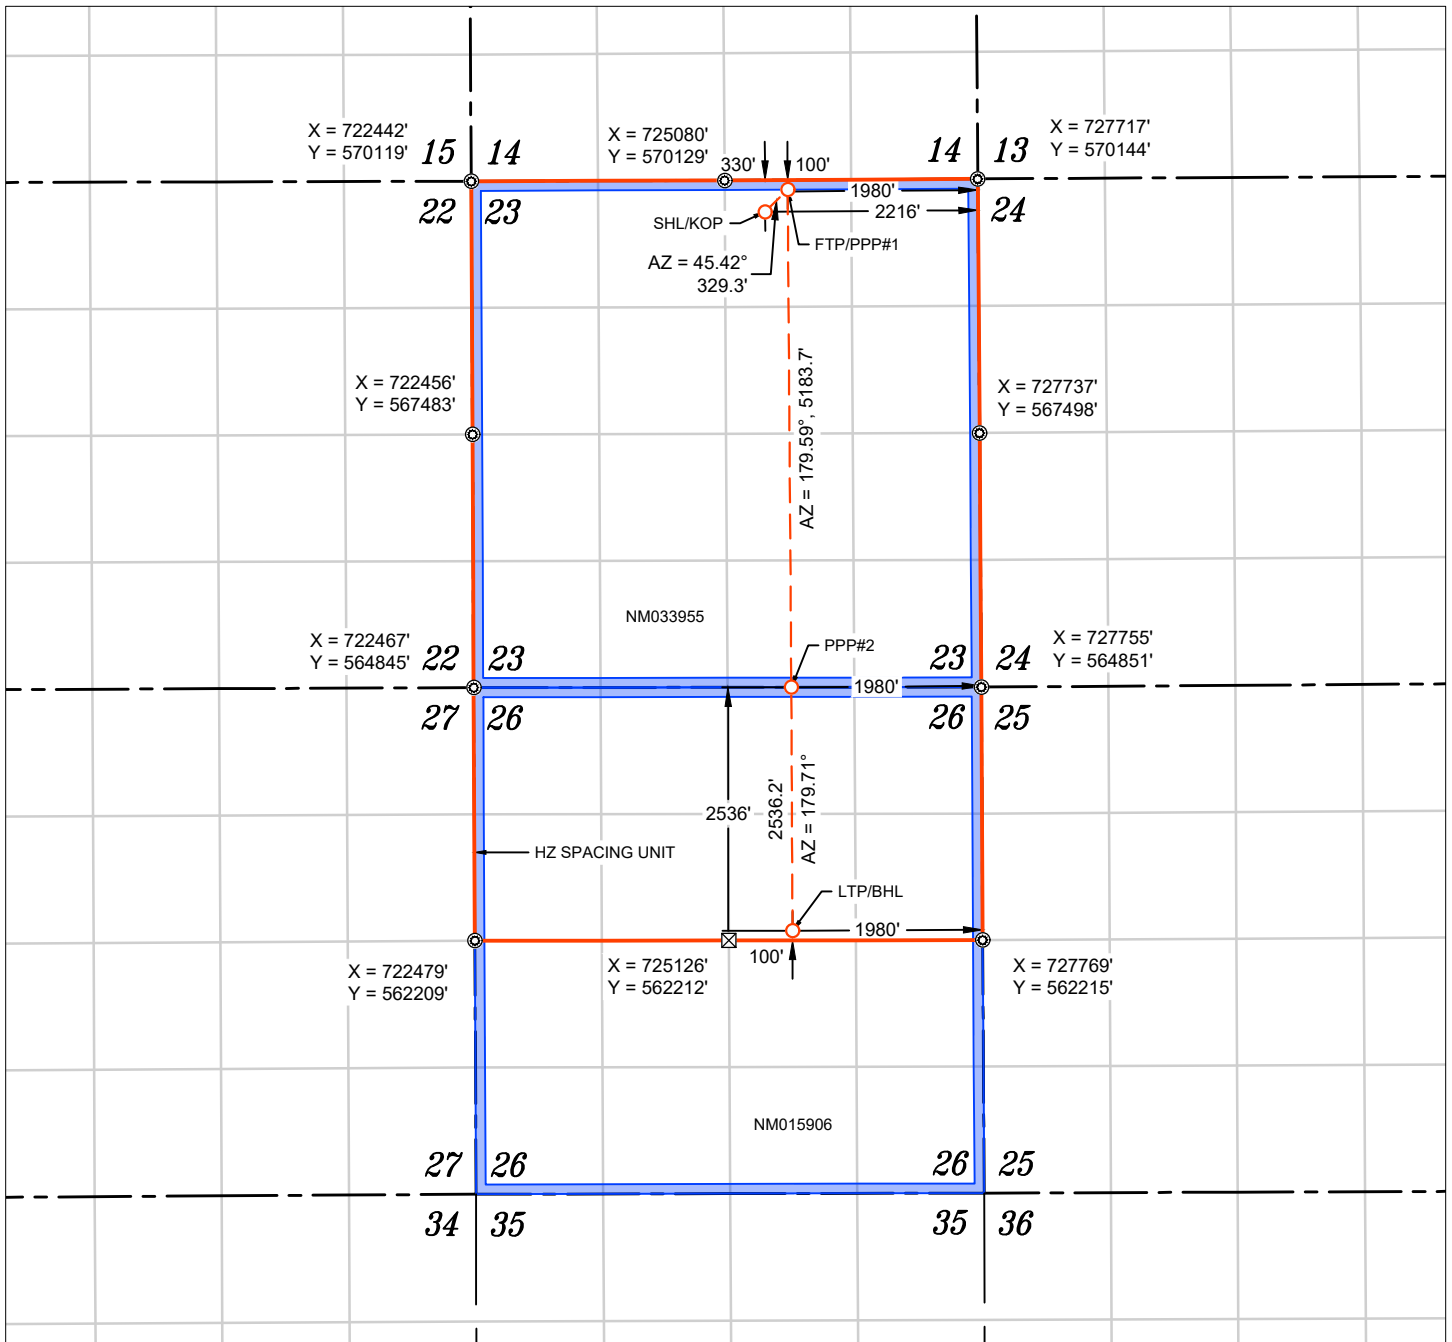 X = 722442'
Y = 570119'
15
14
X = 725080'
Y = 570129'
330'
100'
14
13
X = 727717'
Y = 570144'
22
23
1980'
2216'
24
SHL/KOP
FTP/PPP#1
AZ = 45.42°
329.3'
AZ = 179.59°, 5183.7'
X = 722456'
Y = 567483'
X = 727737'
Y = 567498'
NM033955
X = 722467'
Y = 564845'
22
23
PPP#2
23
24
X = 727755'
Y = 564851'
1980'
27
26
26
25
2536'
2536.2'
AZ = 179.71°
HZ SPACING UNIT
LTP/BHL
1980'
100'
X = 722479'
Y = 562209'
X = 725126'
Y = 562212'
X = 727769'
Y = 562215'
NM015906
27
26
26
25
34
35
35
36